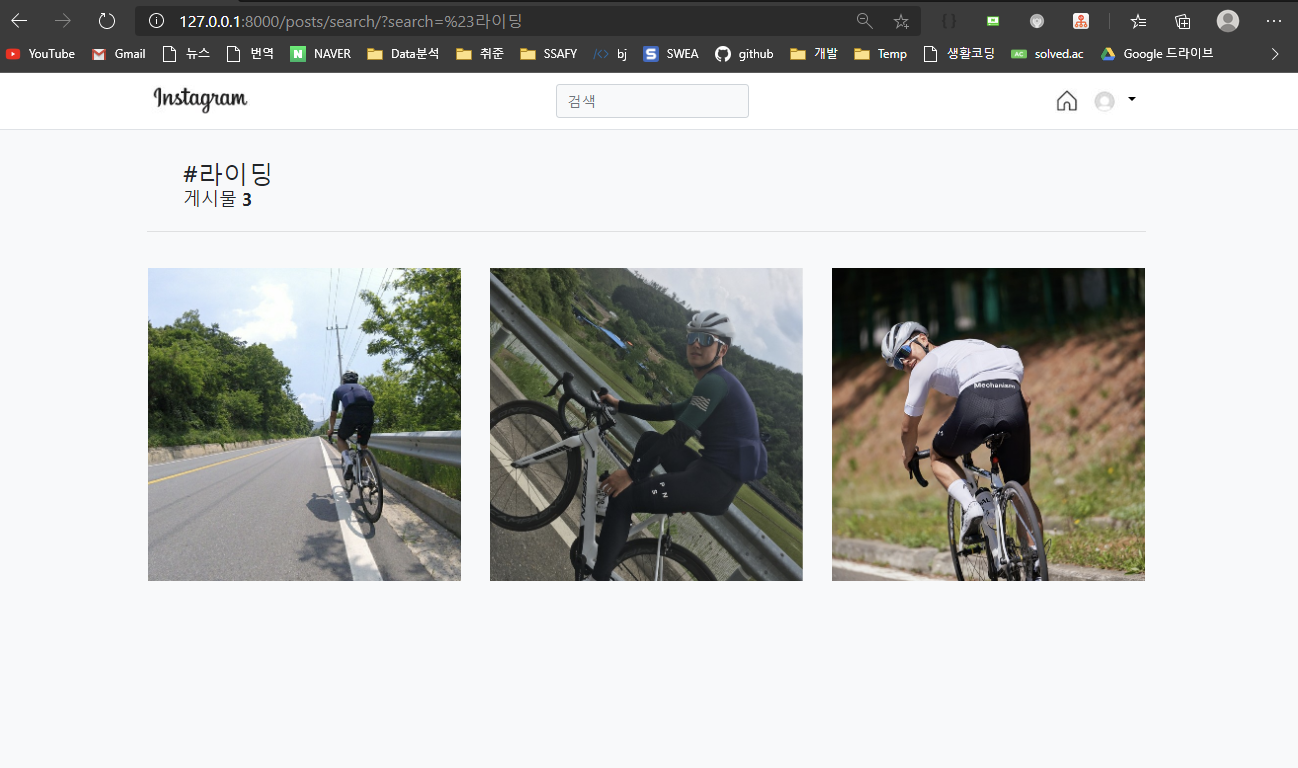 127.0.0.1:8000/posts/search/?search=%23라이딩
YouTube Gmail 뉴스 번역 NAVER Data분석 취준 SSAFY bj SWEA github 개발 Temp 생활코딩 solved.ac Google 드라이브
Instagram 검색
#라이딩
게시물 3
Mechanism
P N S